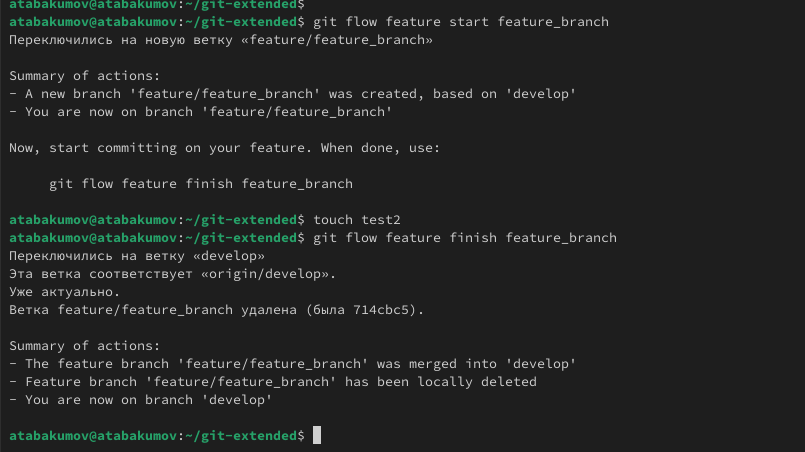 atabakumov@atabakumov:~/git-extended$
atabakumov@atabakumov:~/git-extended$ git flow feature start feature_branch
Переключились на новую ветку «feature/feature_branch»
Summary of actions:
- A new branch 'feature/feature_branch' was created, based on 'develop'
- You are now on branch 'feature/feature_branch'
Now, start committing on your feature. When done, use:
git flow feature finish feature_branch
atabakumov@atabakumov:~/git-extended$ touch test2
atabakumov@atabakumov:~/git-extended$ git flow feature finish feature_branch
Переключились на ветку «develop»
Эта ветка соответствует «origin/develop».
Уже актуально.
Ветка feature/feature_branch удалена (была 714cbc5).
Summary of actions:
- The feature branch 'feature/feature_branch' was merged into 'develop'
- Feature branch 'feature/feature_branch' has been locally deleted
- You are now on branch 'develop'
atabakumov@atabakumov:~/git-extended$